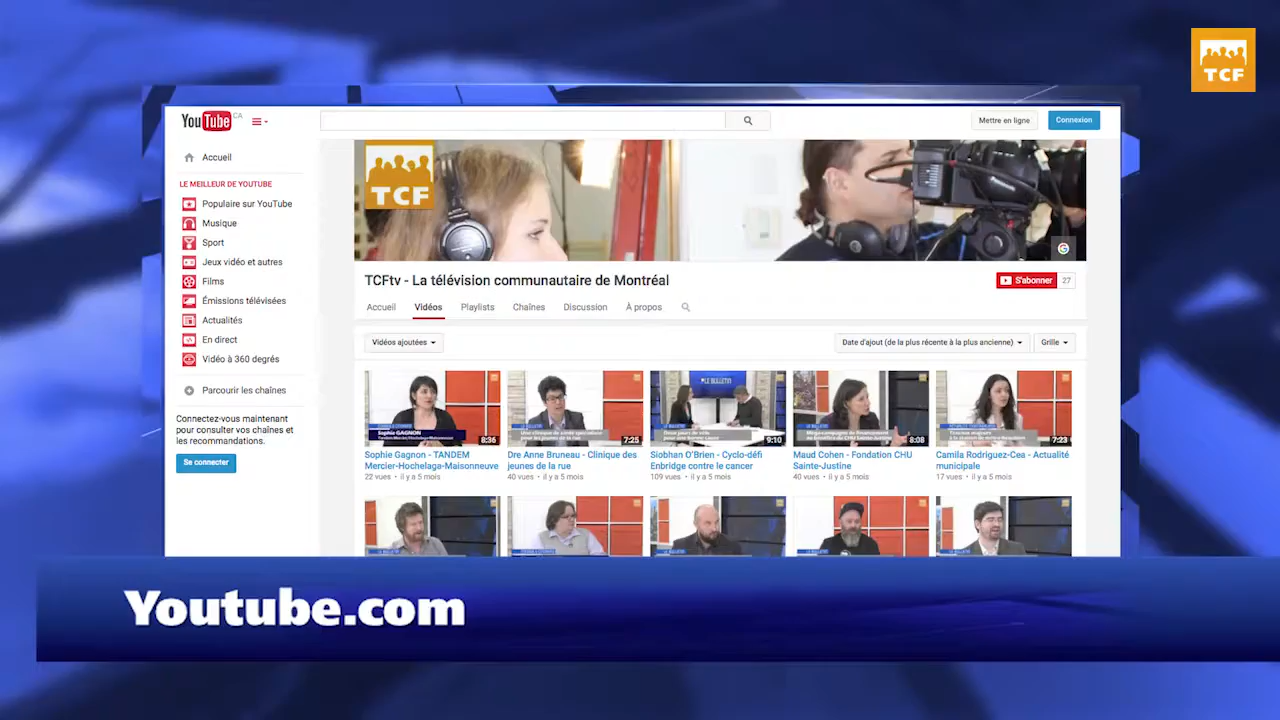 TCF
YouTube CA
Mettre en ligne
Connexion
Accueil
LE MEILLEUR DE YOUTUBE
Populaire sur YouTube
Musique
Sport
Jeux vidéo et autres
Films
Émissions télévisées
Actualités
En direct
Vidéo à 360 degrés
Parcourir les chaînes
Connectez-vous maintenant
pour consulter vos chaînes et
les recommandations.
Se connecter
TCF
TCFtv - La télévision communautaire de Montréal
S'abonner 27
Accueil Vidéos Playlists Chaînes Discussion À propos
Vidéos ajoutées
Date d'ajout (de la plus récente à la plus ancienne)
Grille
LE BULLETIN
Sophie GAGNON
8:36 7:25 9:10 8:08 7:23
Sophie Gagnon - TANDEM
Mercier-Hochelaga-Maisonneuve
22 vues • il y a 5 mois
Dre Anne Bruneau - Clinique des
jeunes de la rue
40 vues • il y a 5 mois
Siobhan O'Brien - Cyclo-défi
Enbridge contre le cancer
109 vues • il y a 5 mois
Maud Cohen - Fondation CHU
Sainte-Justine
40 vues • il y a 5 mois
Camila Rodriguez-Cea - Actualité
municipale
17 vues • il y a 5 mois
Youtube.com